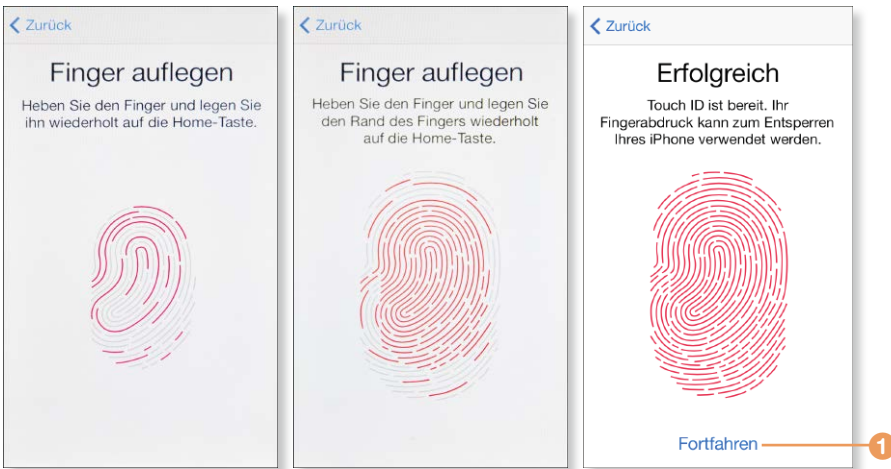 Zurück
Finger auflegen
Heben Sie den Finger und legen Sie
ihn wiederholt auf die Home-Taste.
Zurück
Finger auflegen
Heben Sie den Finger und legen Sie
den Rand des Fingers wiederholt
auf die Home-Taste.
Zurück
Erfolgreich
Touch ID ist bereit. Ihr
Fingerabdruck kann zum Entsperren
Ihres iPhone verwendet werden.
Fortfahren
1